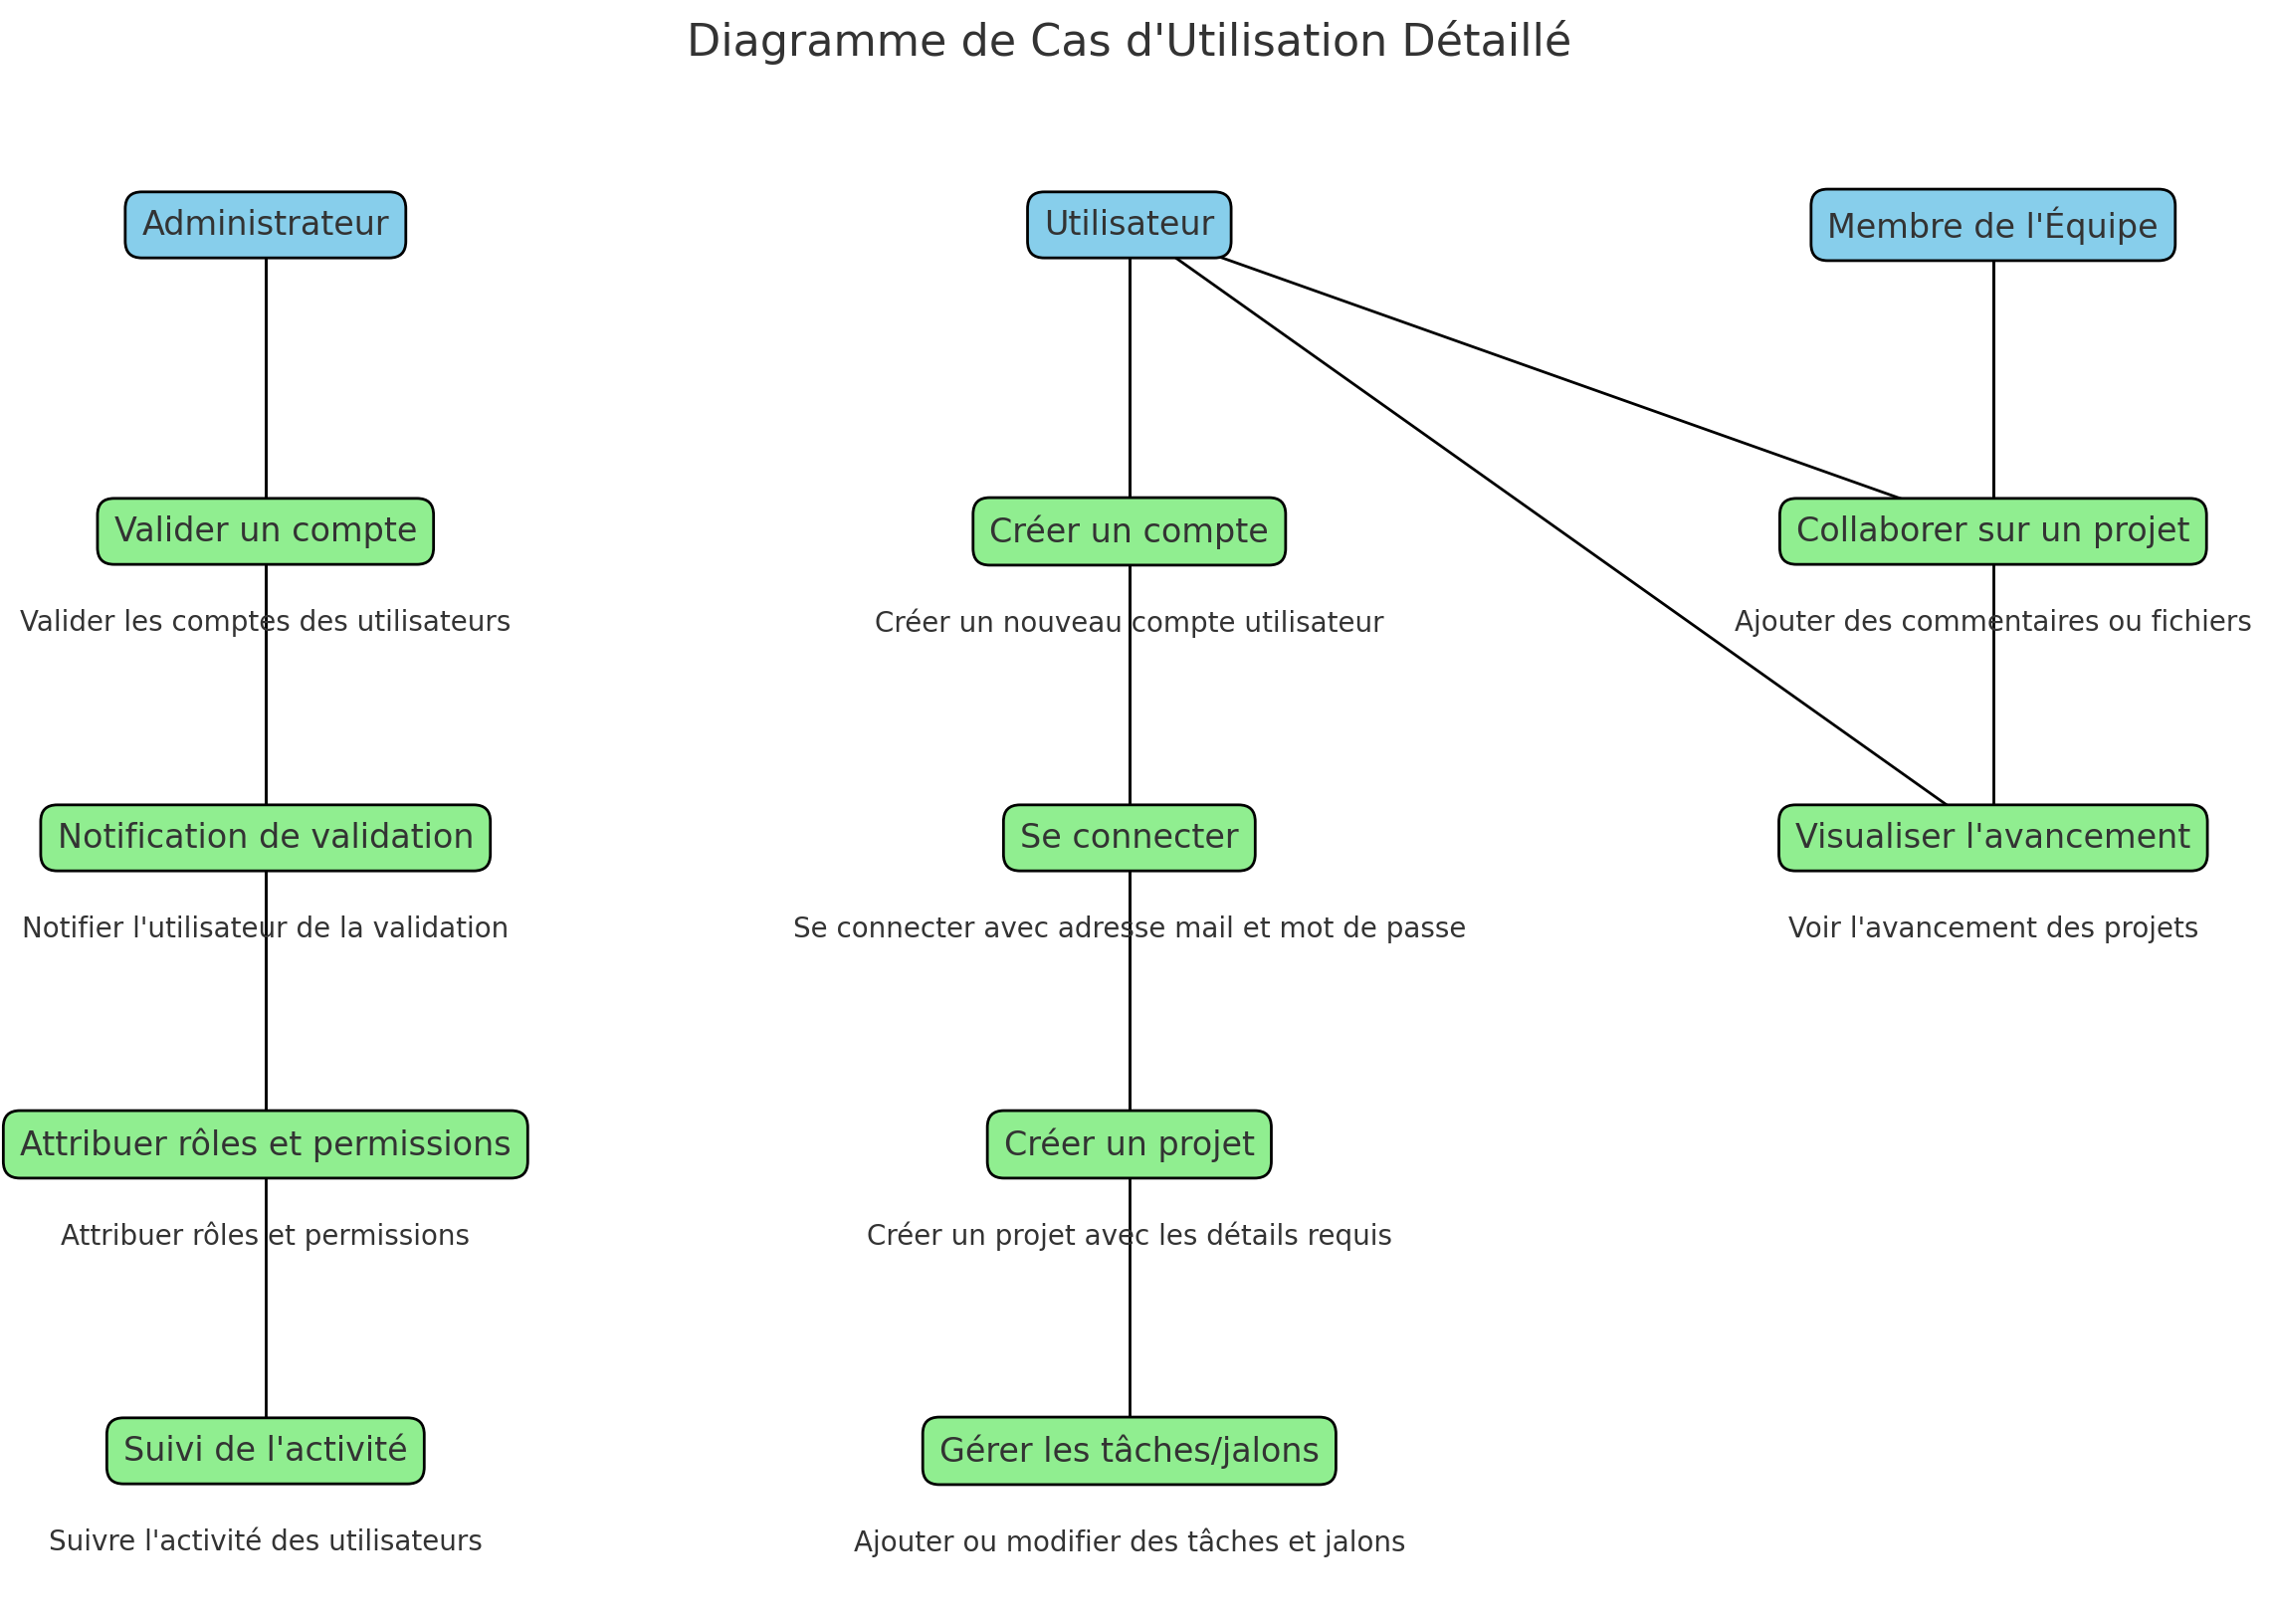 Diagramme de Cas d'Utilisation Détaillé
Administrateur
Utilisateur
Membre de l'Équipe
Valider un compte
Créer un compte
Collaborer sur un projet
Valider les comptes des utilisateurs
Créer un nouveau compte utilisateur
Ajouter des commentaires ou fichiers
Notification de validation
Se connecter
Visualiser l'avancement
Notifier l'utilisateur de la validation
Se connecter avec adresse mail et mot de passe
Voir l'avancement des projets
Attribuer rôles et permissions
Créer un projet
Attribuer rôles et permissions
Créer un projet avec les détails requis
Suivi de l'activité
Gérer les tâches/jalons
Suivre l'activité des utilisateurs
Ajouter ou modifier des tâches et jalons